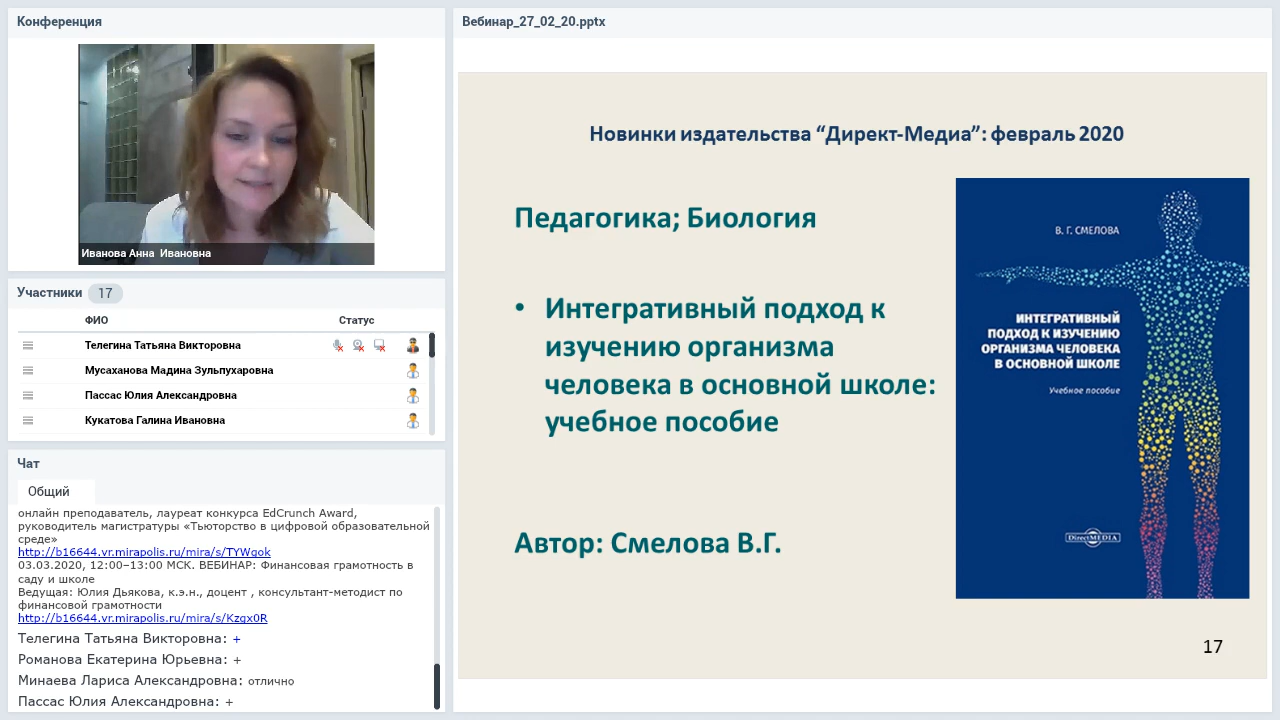 Конференция
Иванова Анна  Ивановна
Участники 17
ФИО Статус
Телегина Татьяна Викторовна
Мусаханова Мадина Зульпухаровна
Пассас Юлия Александровна
Кукатова Галина Ивановна
Чат
Общий
онлайн преподаватель, лауреат конкурса EdCrunch Award,
руководитель магистратуры «Тьюторство в цифровой образовательной
среде»
http://b16644.vr.mirapolis.ru/mira/s/TYWgok
03.03.2020, 12:00–13:00 МСК. ВЕБИНАР: Финансовая грамотность в
саду и школе
Ведущая: Юлия Дьякова, к.э.н., доцент , консультант-методист по
финансовой грамотности
http://b16644.vr.mirapolis.ru/mira/s/Kzgx0R
Телегина Татьяна Викторовна: +
Романова Екатерина Юрьевна: +
Минаева Лариса Александровна: отлично
Пассас Юлия Александровна: +
Вебинар_27_02_20.pptx
Новинки издательства “Директ-Медиа”: февраль 2020
Педагогика; Биология
• Интегративный подход к
изучению организма
человека в основной школе:
учебное пособие
Автор: Смелова В.Г.
В. Г. СМЕЛОВА
ИНТЕГРАТИВНЫЙ
ПОДХОД К ИЗУЧЕНИЮ
ОРГАНИЗМА ЧЕЛОВЕКА
В ОСНОВНОЙ ШКОЛЕ
Учебное пособие
DirectMEDIA
17